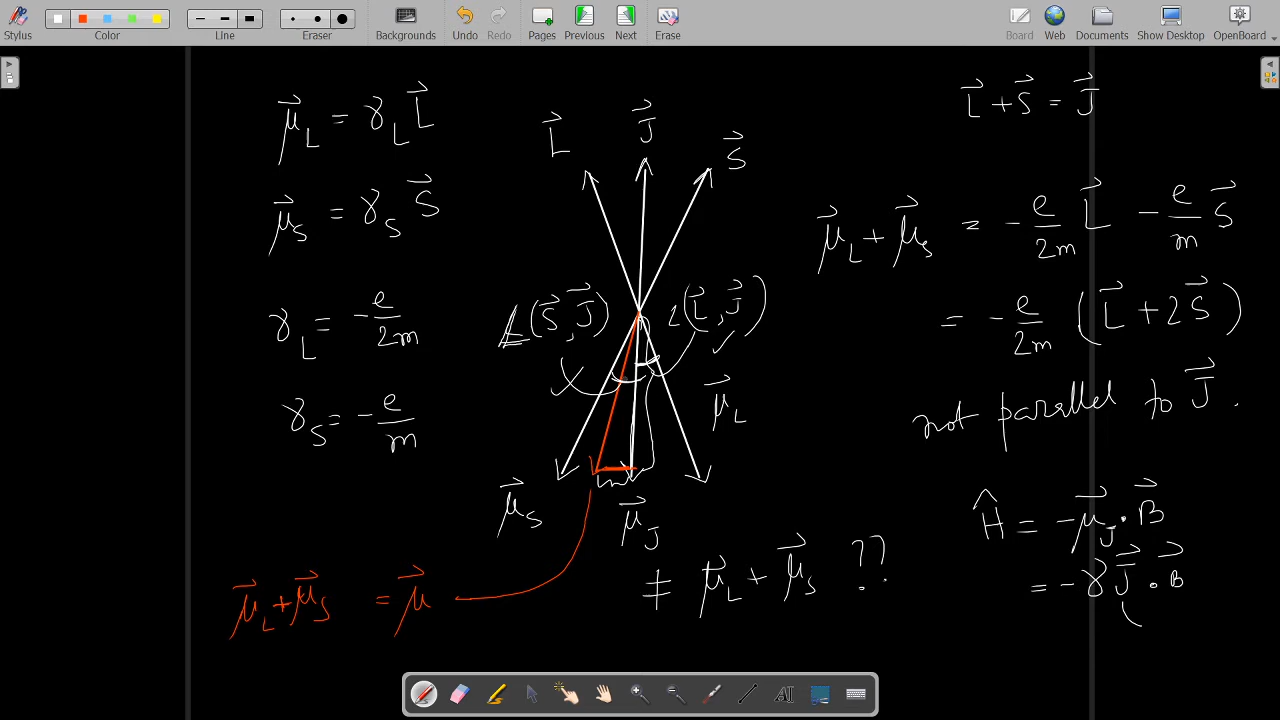 Stylus Color Line Eraser Backgrounds Undo Redo Pages Previous Next Erase Board Web Documents Show Desktop OpenBoard
μ⃗_L = γ_L L⃗
μ⃗_S = γ_S S⃗
γ_L = -e/2m
γ_S = -e/m
L⃗
J⃗
S⃗
∠(S⃗, J⃗)
∠(L⃗, J⃗)
μ⃗_L
μ⃗_S
μ⃗_J
≠ μ⃗_L + μ⃗_S ??
μ⃗_L + μ⃗_S = μ⃗
L⃗ + S⃗ = J⃗
μ⃗_L + μ⃗_S = -e/2m L⃗ - e/m S⃗
= -e/2m (L⃗ + 2S⃗)
not parallel to J⃗.
Ĥ = -μ⃗_J · B⃗
= -γ J⃗ · B⃗
AI